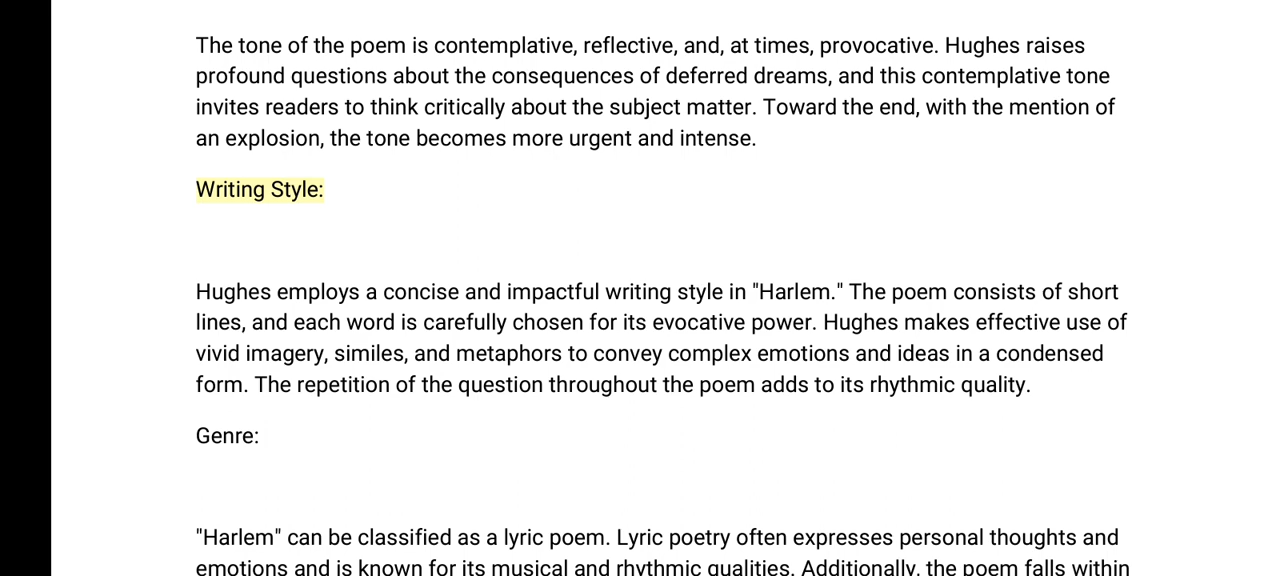 The tone of the poem is contemplative, reflective, and, at times, provocative. Hughes raises
profound questions about the consequences of deferred dreams, and this contemplative tone
invites readers to think critically about the subject matter. Toward the end, with the mention of
an explosion, the tone becomes more urgent and intense.
Writing Style:
Hughes employs a concise and impactful writing style in "Harlem." The poem consists of short
lines, and each word is carefully chosen for its evocative power. Hughes makes effective use of
vivid imagery, similes, and metaphors to convey complex emotions and ideas in a condensed
form. The repetition of the question throughout the poem adds to its rhythmic quality.
Genre:
"Harlem" can be classified as a lyric poem. Lyric poetry often expresses personal thoughts and
emotions and is known for its musical and rhythmic qualities. Additionally, the poem falls within